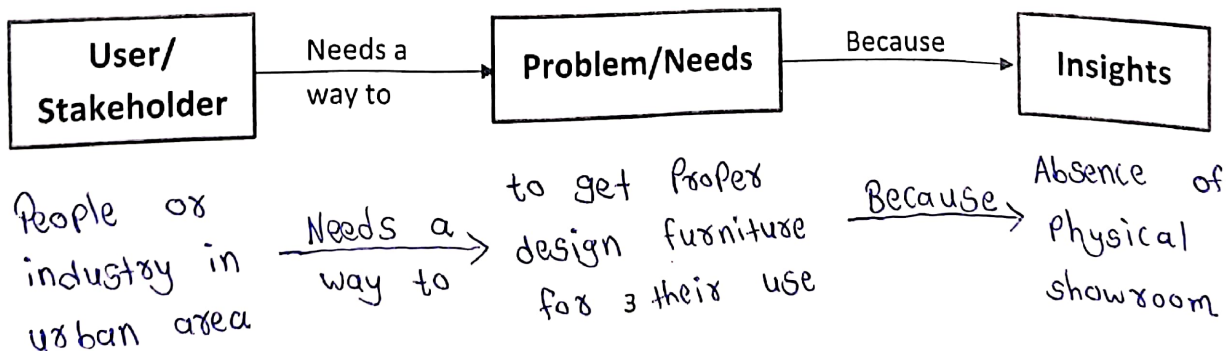 User/
Stakeholder
Needs a
way to
Problem/Needs
Because
Insights
People or
industry in
urban area
Needs a
way to
to get Proper
design furniture
for 3 their use
Because
Absence of
Physical
showroom